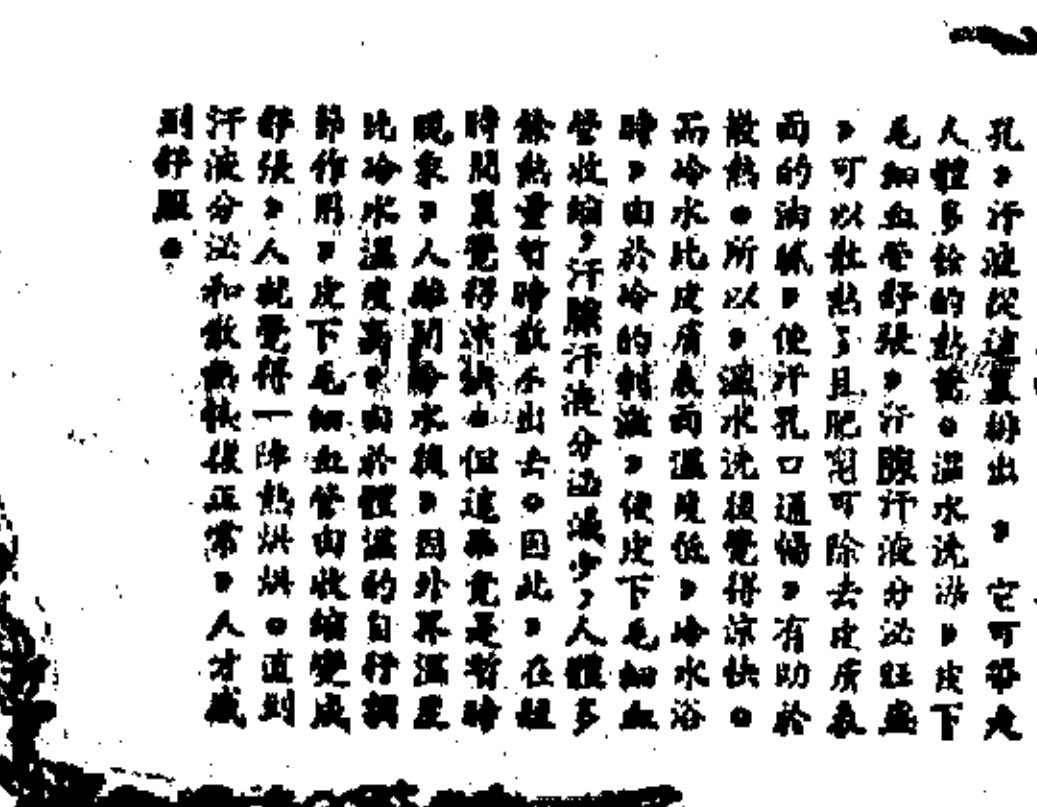 孔，汗液從這裏排出，它可帶走
人體多餘的熱量。溫水洗澡，皮下
毛細血管舒張，汗腺汗液分泌旺盛
，可以散熱，且肥皂可除去皮膚表
面的油膩，使汗孔口通暢，有助於
散熱。所以，溫水洗後覺得涼快。
而冷水比皮膚表面溫度低，冷水浴
時，由於冷的刺激，使皮下毛細血
管收縮，汗腺汗液分泌減少，人體多
餘熱量暫時散不出去。因此，在短
時間裏覺得涼快。但這畢竟是暫時
現象，人離開冷水後，因外界溫度
比冷水溫度高，由於體溫的自行調
節作用，皮下毛細血管由收縮變成
舒張，人就覺得一陣熱烘烘。直到
汗液分泌和散熱恢復正常，人才感
到舒服。